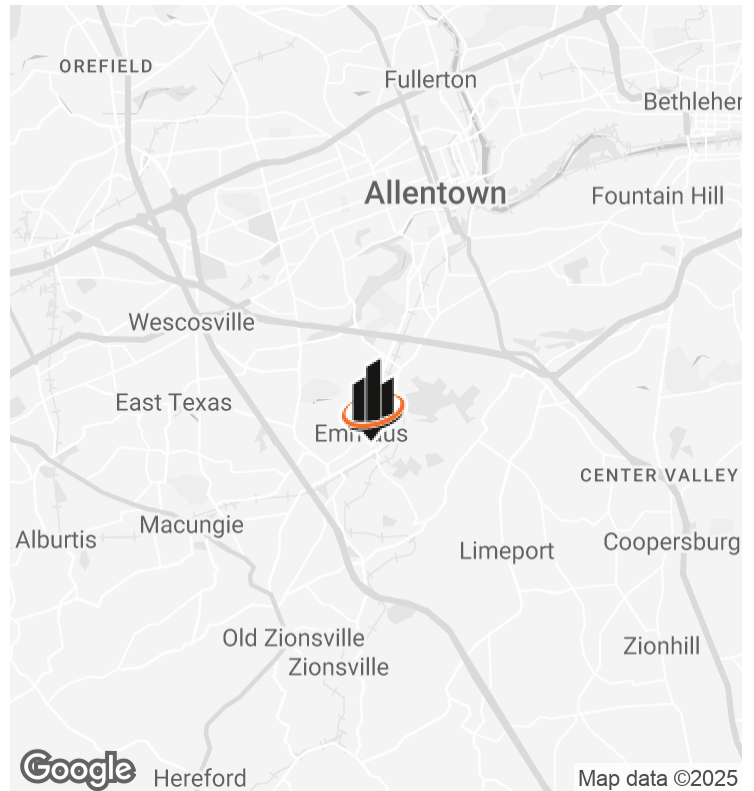 OREFIELD
Fullerton
Bethleher
Allentown
Fountain Hill
Wescosville
East Texas
CENTER VALLEY
Macungie
Alburtis
Limeport
Coopersburg
Old Zionsville
Zionhill
Zionsville
Google
Hereford
Map data ©2025